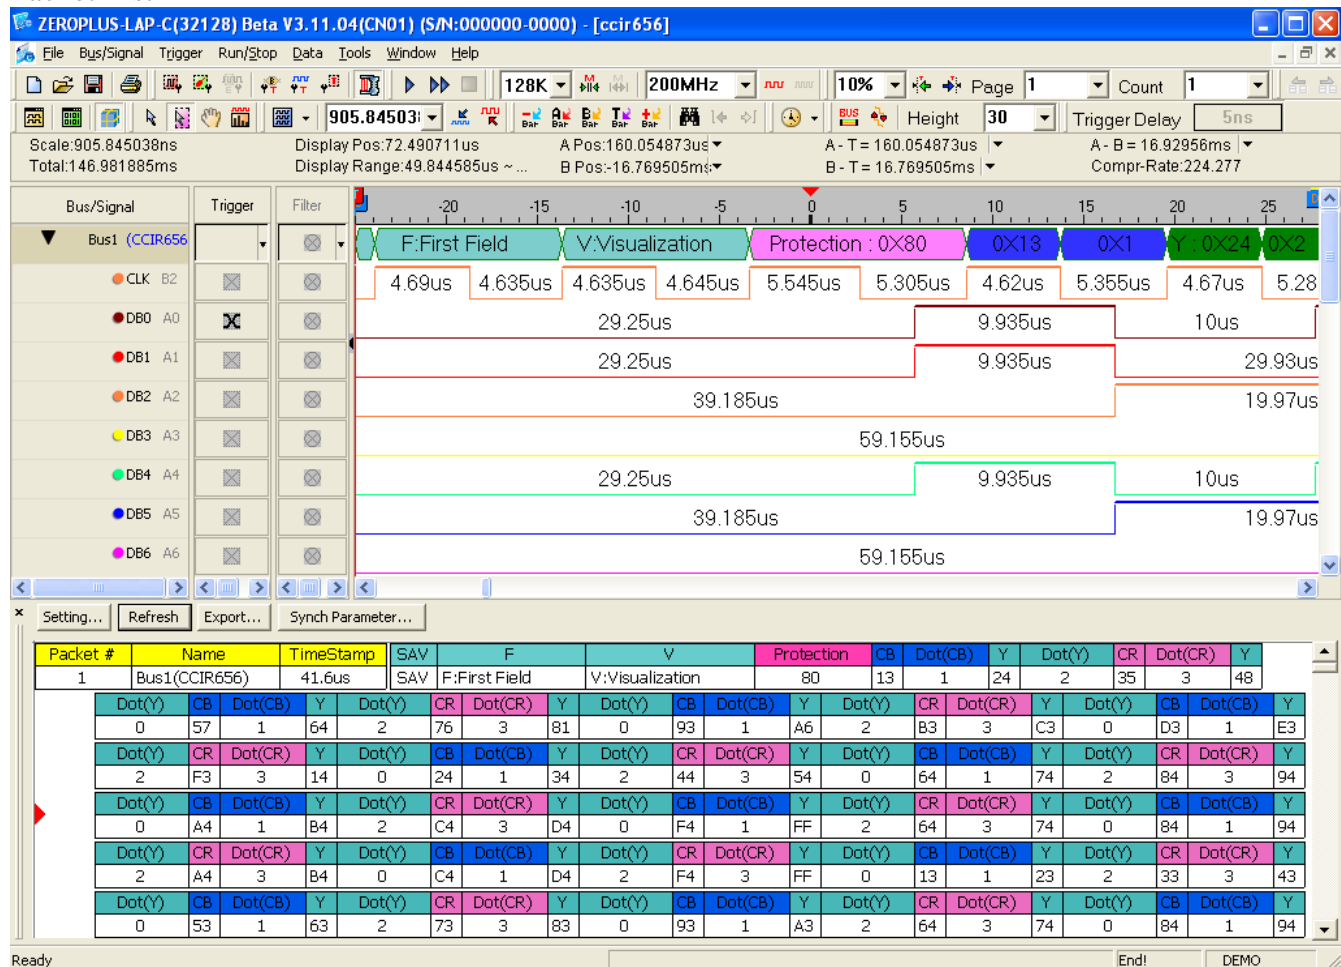 ZEROPLUS-LAP-C(32128) Beta V3.11.04(CN01) (S/N:000000-0000) - [ccir656]
File Bus/Signal Trigger Run/Stop Data Tools Window Help
128K 200MHz 10% Page 1 Count 1
905.84503 Bar Bar Bar Bar Bar BUS Height 30 Trigger Delay 5ns
Scale:905.845038ns Display Pos:72.490711us A Pos:160.054873us A - T = 160.054873us A - B = 16.92956ms
Total:146.981885ms Display Range:49.844585us ~... B Pos:-16.769505ms B - T = 16.769505ms Compr-Rate:224.277
Bus/Signal Trigger Filter -20 -15 -10 -5 0 5 10 15 20 25
Bus1 (CCIR656 F:First Field V:Visualization Protection : 0X80 0X13 0X1 Y : 0X24 0X2
CLK B2 4.69us 4.635us 4.635us 4.645us 5.545us 5.305us 4.62us 5.355us 4.67us 5.28
DB0 A0 29.25us 9.935us 10us
DB1 A1 29.25us 9.935us 29.93us
DB2 A2 39.185us 19.97us
DB3 A3 59.155us
DB4 A4 29.25us 9.935us 10us
DB5 A5 39.185us 19.97us
DB6 A6 59.155us
Setting... Refresh Export... Synch Parameter...
Packet # Name TimeStamp SAV F V Protection CB Dot(CB) Y Dot(Y) CR Dot(CR) Y
1 Bus1(CCIR656) 41.6us SAV F:First Field V:Visualization 80 13 1 24 2 35 3 48
Dot(Y) CB Dot(CB) Y Dot(Y) CR Dot(CR) Y Dot(Y) CB Dot(CB) Y Dot(Y) CR Dot(CR) Y Dot(Y) CB Dot(CB) Y
0 57 1 64 2 76 3 81 0 93 1 A6 2 B3 3 C3 0 D3 1 E3
Dot(Y) CR Dot(CR) Y Dot(Y) CB Dot(CB) Y Dot(Y) CR Dot(CR) Y Dot(Y) CB Dot(CB) Y Dot(Y) CR Dot(CR) Y
2 F3 3 14 0 24 1 34 2 44 3 54 0 64 1 74 2 84 3 94
Dot(Y) CB Dot(CB) Y Dot(Y) CR Dot(CR) Y Dot(Y) CB Dot(CB) Y Dot(Y) CR Dot(CR) Y Dot(Y) CB Dot(CB) Y
0 A4 1 B4 2 C4 3 D4 0 F4 1 FF 2 64 3 74 0 84 1 94
Dot(Y) CR Dot(CR) Y Dot(Y) CB Dot(CB) Y Dot(Y) CR Dot(CR) Y Dot(Y) CB Dot(CB) Y Dot(Y) CR Dot(CR) Y
2 A4 3 B4 0 C4 1 D4 2 F4 3 FF 0 13 1 23 2 33 3 43
Dot(Y) CB Dot(CB) Y Dot(Y) CR Dot(CR) Y Dot(Y) CB Dot(CB) Y Dot(Y) CR Dot(CR) Y Dot(Y) CB Dot(CB) Y
0 53 1 63 2 73 3 83 0 93 1 A3 2 64 3 74 0 84 1 94
Ready End! DEMO